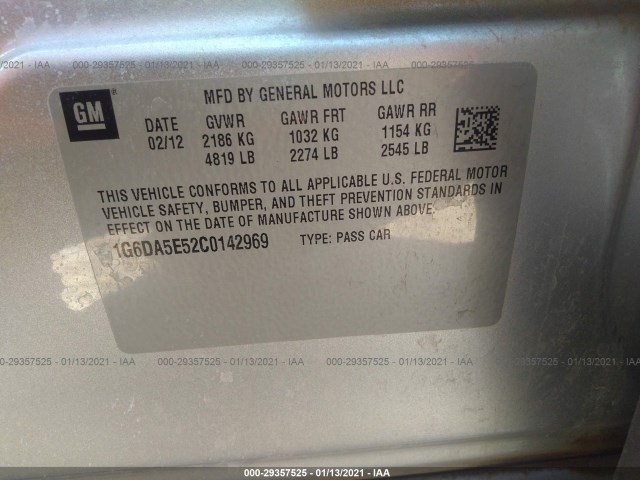 000-29357525 - 01/13/2021 - IAA
GM
MFD BY GENERAL MOTORS LLC
DATE GVWR GAWR FRT GAWR RR
02/12 2186 KG 1032 KG 1154 KG
4819 LB 2274 LB 2545 LB
THIS VEHICLE CONFORMS TO ALL APPLICABLE U.S. FEDERAL MOTOR
VEHICLE SAFETY, BUMPER, AND THEFT PREVENTION STANDARDS IN
EFFECT ON THE DATE OF MANUFACTURE SHOWN ABOVE.
1G6DA5E52C0142969 TYPE: PASS CAR
000-29357525 - 01/13/2021 - IAA
000-29357525 - 01/13/2021 - IAA